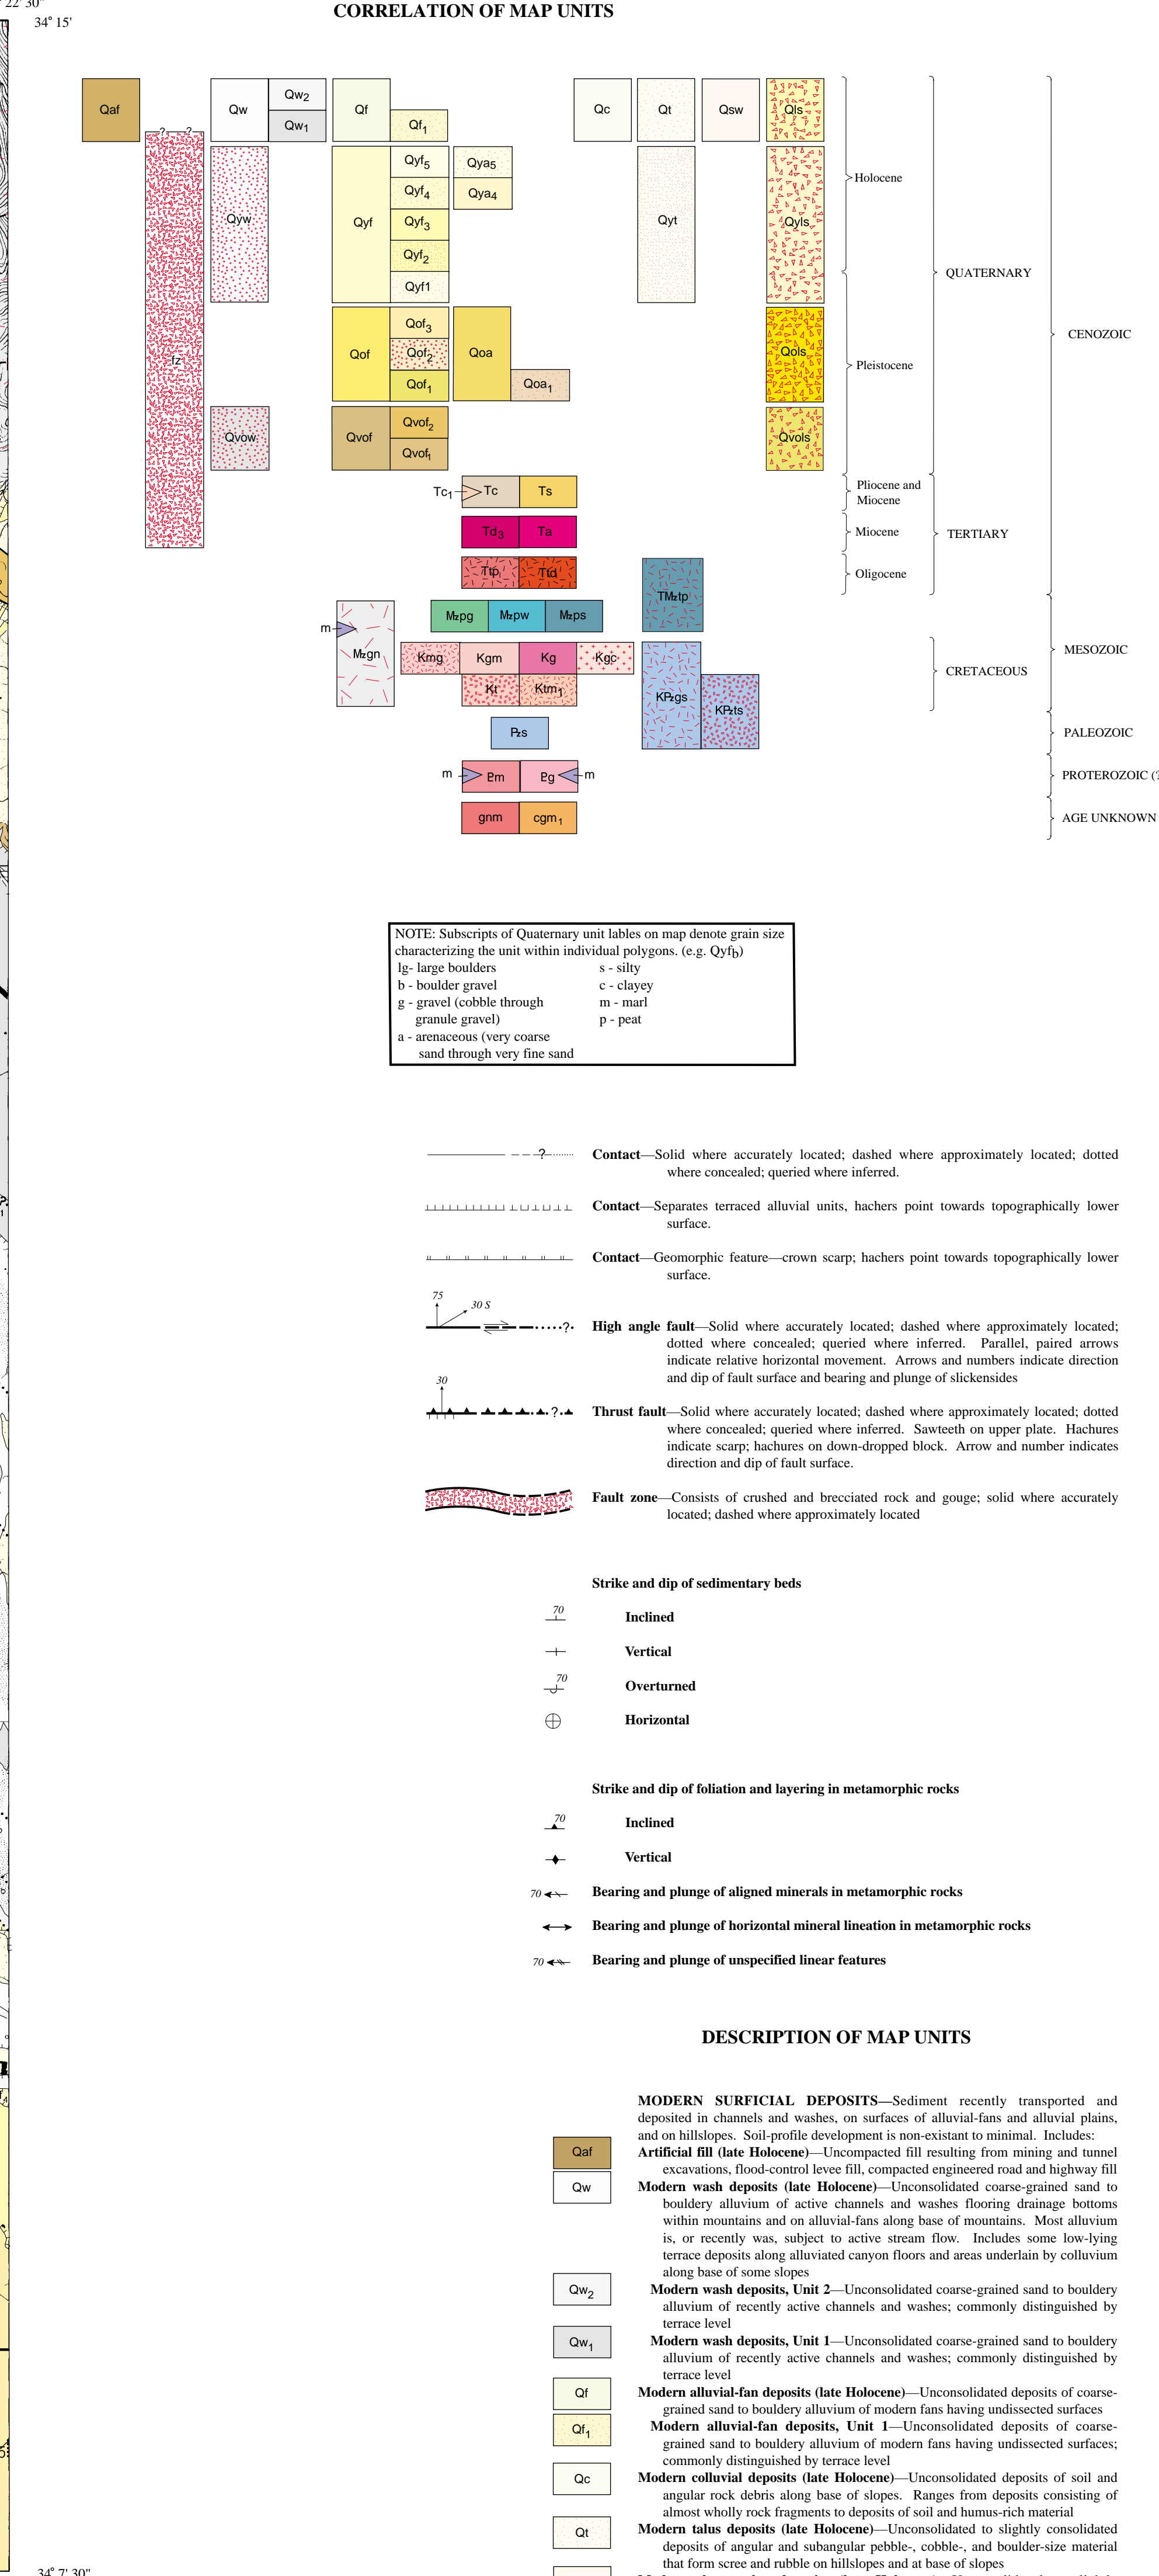 22' 30"
CORRELATION OF MAP UNITS
34° 15'
Qaf
Qw
Qw2
Qw1
Qf
Qf1
Qc
Qt
Qsw
Qls
? ?
fz
Qyw
Qyf
Qyf5
Qyf4
Qyf3
Qyf2
Qyf1
Qya5
Qya4
Qyt
Qyls
Holocene
QUATERNARY
CENOZOIC
Qof
Qof3
Qof2
Qof1
Qoa
Qoa1
Qols
Pleistocene
Qvow
Qvof
Qvof2
Qvof1
Qvols
Tc1
Tc
Ts
Pliocene and
Miocene
Td3
Ta
Miocene
TERTIARY
Ttp
Ttd
TMztp
Oligocene
m
Mzgn
Mzpg
Mzpw
Mzps
MESOZOIC
Kmg
Kgm
Kg
Kgc
Kt
Ktm1
KPzgs
KPzts
CRETACEOUS
Pzs
PALEOZOIC
m
Pm
Pg
m
PROTEROZOIC (?
gnm
cgm1
AGE UNKNOWN
NOTE: Subscripts of Quaternary unit lables on map denote grain size
characterizing the unit within individual polygons. (e.g. Qyfb)
lg- large boulders
b - boulder gravel
g - gravel (cobble through
granule gravel)
a - arenaceous (very coarse
sand through very fine sand
s - silty
c - clayey
m - marl
p - peat
?
Contact—Solid where accurately located; dashed where approximately located; dotted
where concealed; queried where inferred.
Contact—Separates terraced alluvial units, hachers point towards topographically lower
surface.
Contact—Geomorphic feature—crown scarp; hachers point towards topographically lower
surface.
75
30 S
?
High angle fault—Solid where accurately located; dashed where approximately located;
dotted where concealed; queried where inferred. Parallel, paired arrows
indicate relative horizontal movement. Arrows and numbers indicate direction
and dip of fault surface and bearing and plunge of slickensides
30
?
Thrust fault—Solid where accurately located; dashed where approximately located; dotted
where concealed; queried where inferred. Sawteeth on upper plate. Hachures
indicate scarp; hachures on down-dropped block. Arrow and number indicates
direction and dip of fault surface.
Fault zone—Consists of crushed and brecciated rock and gouge; solid where accurately
located; dashed where approximately located
Strike and dip of sedimentary beds
70
Inclined
Vertical
70
Overturned
Horizontal
Strike and dip of foliation and layering in metamorphic rocks
70
Inclined
Vertical
70
Bearing and plunge of aligned minerals in metamorphic rocks
Bearing and plunge of horizontal mineral lineation in metamorphic rocks
70
Bearing and plunge of unspecified linear features
DESCRIPTION OF MAP UNITS
MODERN SURFICIAL DEPOSITS—Sediment recently transported and
deposited in channels and washes, on surfaces of alluvial-fans and alluvial plains,
and on hillslopes. Soil-profile development is non-existant to minimal. Includes:
Qaf
Artificial fill (late Holocene)—Uncompacted fill resulting from mining and tunnel
excavations, flood-control levee fill, compacted engineered road and highway fill
Qw
Modern wash deposits (late Holocene)—Unconsolidated coarse-grained sand to
bouldery alluvium of active channels and washes flooring drainage bottoms
within mountains and on alluvial-fans along base of mountains. Most alluvium
is, or recently was, subject to active stream flow. Includes some low-lying
terrace deposits along alluviated canyon floors and areas underlain by colluvium
along base of some slopes
Qw2
Modern wash deposits, Unit 2—Unconsolidated coarse-grained sand to bouldery
alluvium of recently active channels and washes; commonly distinguished by
terrace level
Qw1
Modern wash deposits, Unit 1—Unconsolidated coarse-grained sand to bouldery
alluvium of recently active channels and washes; commonly distinguished by
terrace level
Qf
Modern alluvial-fan deposits (late Holocene)—Unconsolidated deposits of coarse-
grained sand to bouldery alluvium of modern fans having undissected surfaces
Qf1
Modern alluvial-fan deposits, Unit 1—Unconsolidated deposits of coarse-
grained sand to bouldery alluvium of modern fans having undissected surfaces;
commonly distinguished by terrace level
Qc
Modern colluvial deposits (late Holocene)—Unconsolidated deposits of soil and
angular rock debris along base of slopes. Ranges from deposits consisting of
almost wholly rock fragments to deposits of soil and humus-rich material
Qt
Modern talus deposits (late Holocene)—Unconsolidated to slightly consolidated
deposits of angular and subangular pebble-, cobble-, and boulder-size material
that form scree and rubble on hillslopes and at base of slopes
34° 7' 30"